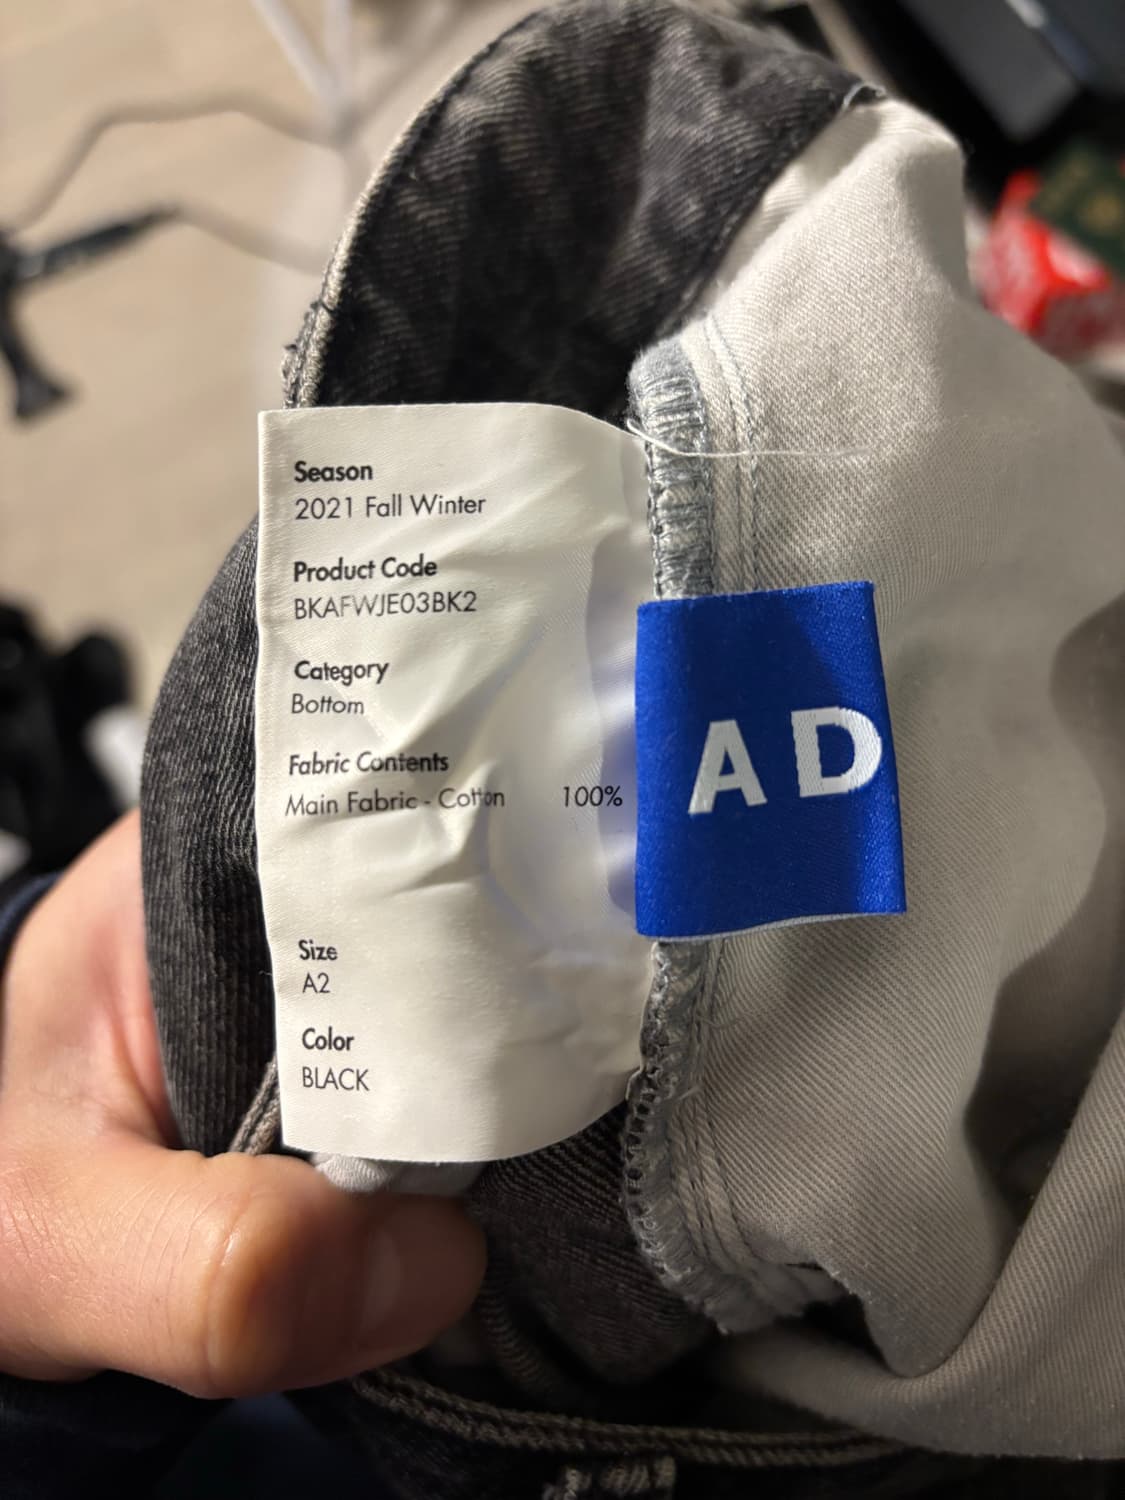 Season
2021 Fall Winter
Product Code
BKAFWJE03BK2
Category
Bottom
Fabric Contents
Main Fabric - Cotton 100%
Size
A2
Color
BLACK
AD